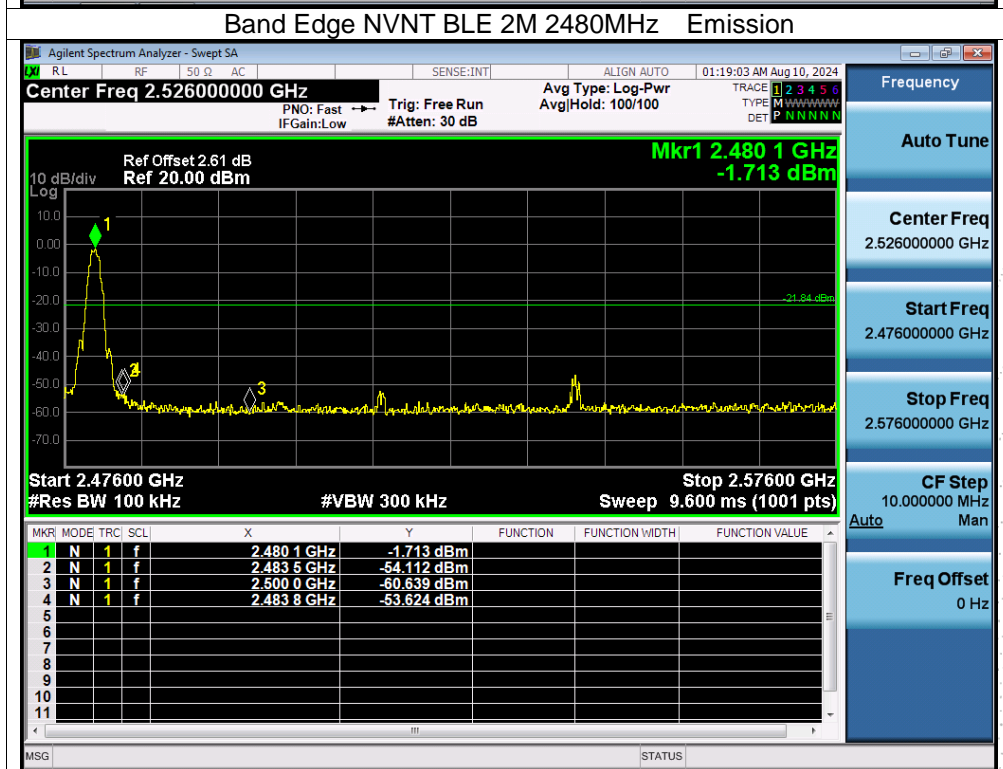 Band Edge NVNT BLE 2M 2480MHz Emission
Agilent Spectrum Analyzer - Swept SA
LXI RL RF 50 Ω AC SENSE:INT ALIGN AUTO 01:19:03 AM Aug 10, 2024
Center Freq 2.526000000 GHz
PNO: Fast
IFGain:Low
Trig: Free Run
#Atten: 30 dB
Avg Type: Log-Pwr
Avg|Hold: 100/100
TRACE 1 2 3 4 5 6
TYPE M WWWWW
DET P N N N N N
Frequency
Auto Tune
Center Freq
2.526000000 GHz
Start Freq
2.476000000 GHz
Stop Freq
2.576000000 GHz
CF Step
10.000000 MHz
Auto Man
Freq Offset
0 Hz
Mkr1 2.480 1 GHz
-1.713 dBm
Ref Offset 2.61 dB
10 dB/div Ref 20.00 dBm
Log
10.0
0.00
-10.0
-20.0
-30.0
-40.0
-50.0
-60.0
-70.0
1
-21.84 dBm
2 4
3
Start 2.47600 GHz Stop 2.57600 GHz
#Res BW 100 kHz #VBW 300 kHz Sweep 9.600 ms (1001 pts)
MKR MODE TRC SCL X Y FUNCTION FUNCTION WIDTH FUNCTION VALUE
1 N 1 f 2.480 1 GHz -1.713 dBm
2 N 1 f 2.483 5 GHz -54.112 dBm
3 N 1 f 2.500 0 GHz -60.639 dBm
4 N 1 f 2.483 8 GHz -53.624 dBm
5
6
7
8
9
10
11
MSG STATUS